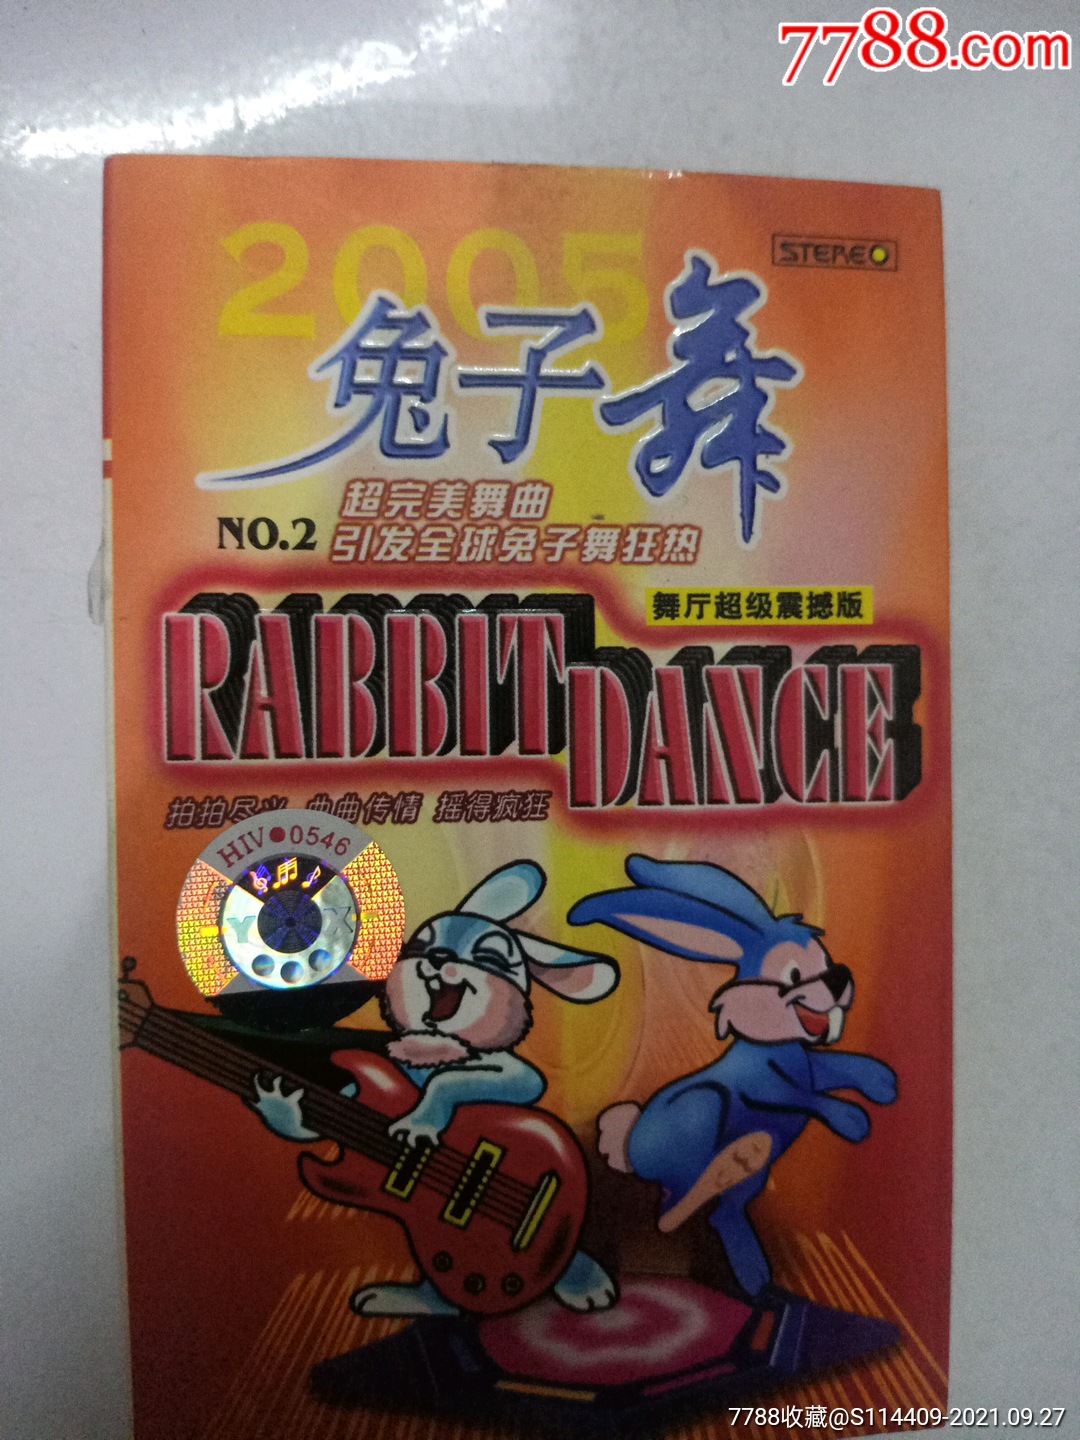 7788.com
2005
STEREO
兔子舞
超完美舞曲
NO.2 引发全球兔子舞狂热
舞厅超级震撼版
RABBIT
DANCE
拍拍尽兴 曲曲传情 摇得疯狂
HIV●0546
Y X
7788收藏@S114409-2021.09.27